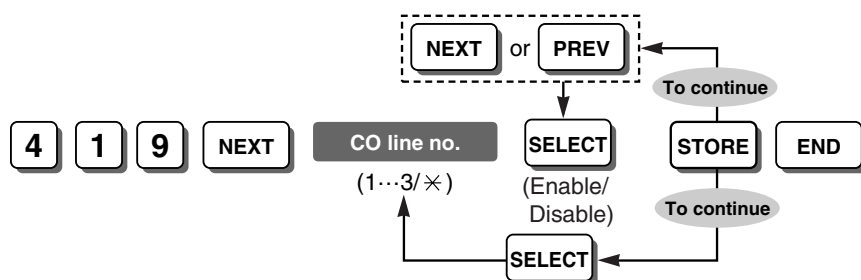 NEXT or PREV
To continue
4 1 9 NEXT CO line no. SELECT STORE END
(1···3/✳) (Enable/
Disable)
To continue
SELECT